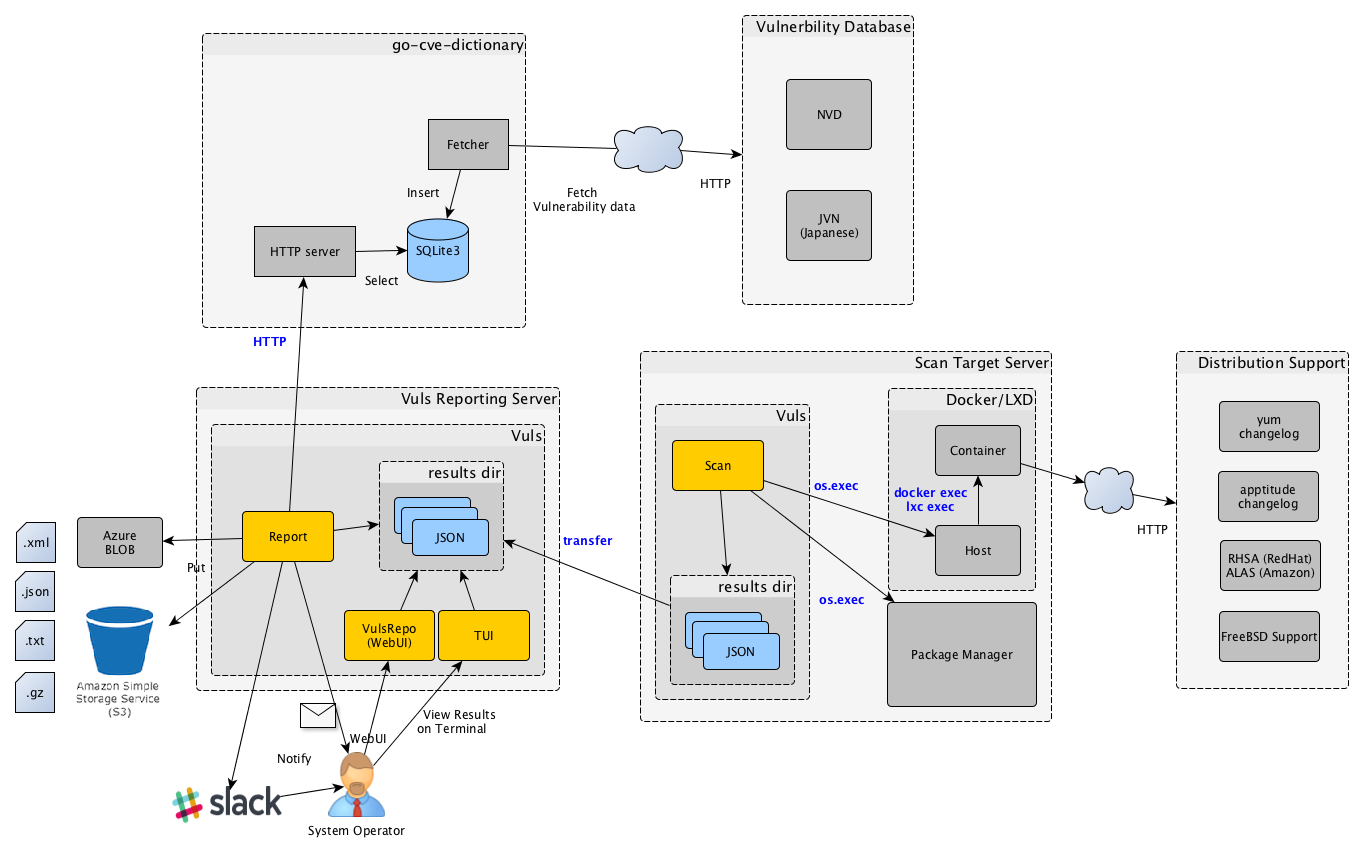 Vulnerbility Database
go-cve-dictionary
NVD
Fetcher
Insert
Fetch
Vulnerability data
HTTP
JVN
(Japanese)
HTTP server
SQLite3
Select
HTTP
Vuls Reporting Server
Vuls
results dir
JSON
Report
Azure
BLOB
Put
.xml
.json
.txt
.gz
Amazon Simple
Storage Service
(S3)
VulsRepo
(WebUI)
TUI
transfer
View Results
on Terminal
WebUI
Notify
slack
System Operator
Scan Target Server
Vuls
Scan
os.exec
os.exec
results dir
JSON
Docker/LXD
Container
docker exec
lxc exec
Host
Package Manager
HTTP
Distribution Support
yum
changelog
apptitude
changelog
RHSA (RedHat)
ALAS (Amazon)
FreeBSD Support